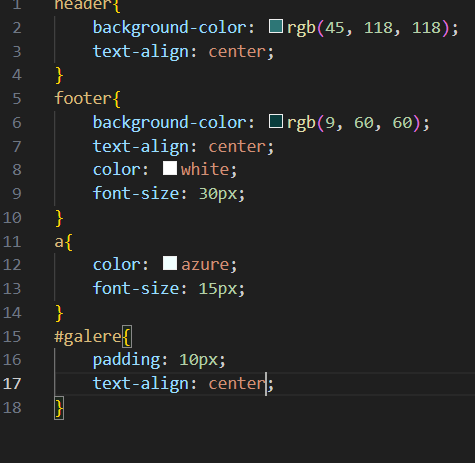 1 header{
2 background-color: rgb(45, 118, 118);
3 text-align: center;
4 }
5 footer{
6 background-color: rgb(9, 60, 60);
7 text-align: center;
8 color: white;
9 font-size: 30px;
10 }
11 a{
12 color: azure;
13 font-size: 15px;
14 }
15 #galere{
16 padding: 10px;
17 text-align: center;
18 }